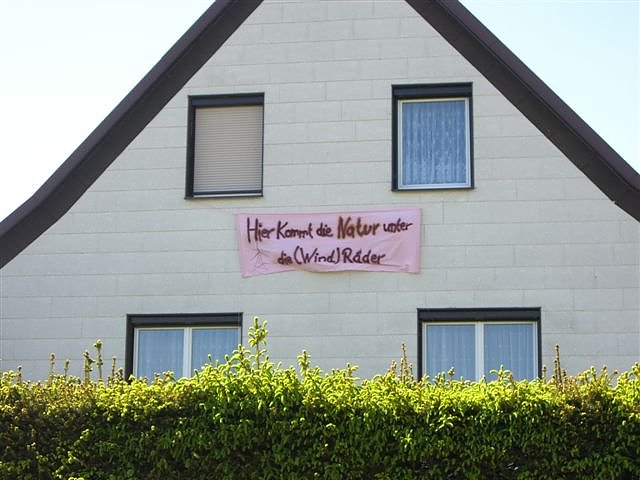 Hier Kommt die Natur unter
die (Wind) Räder